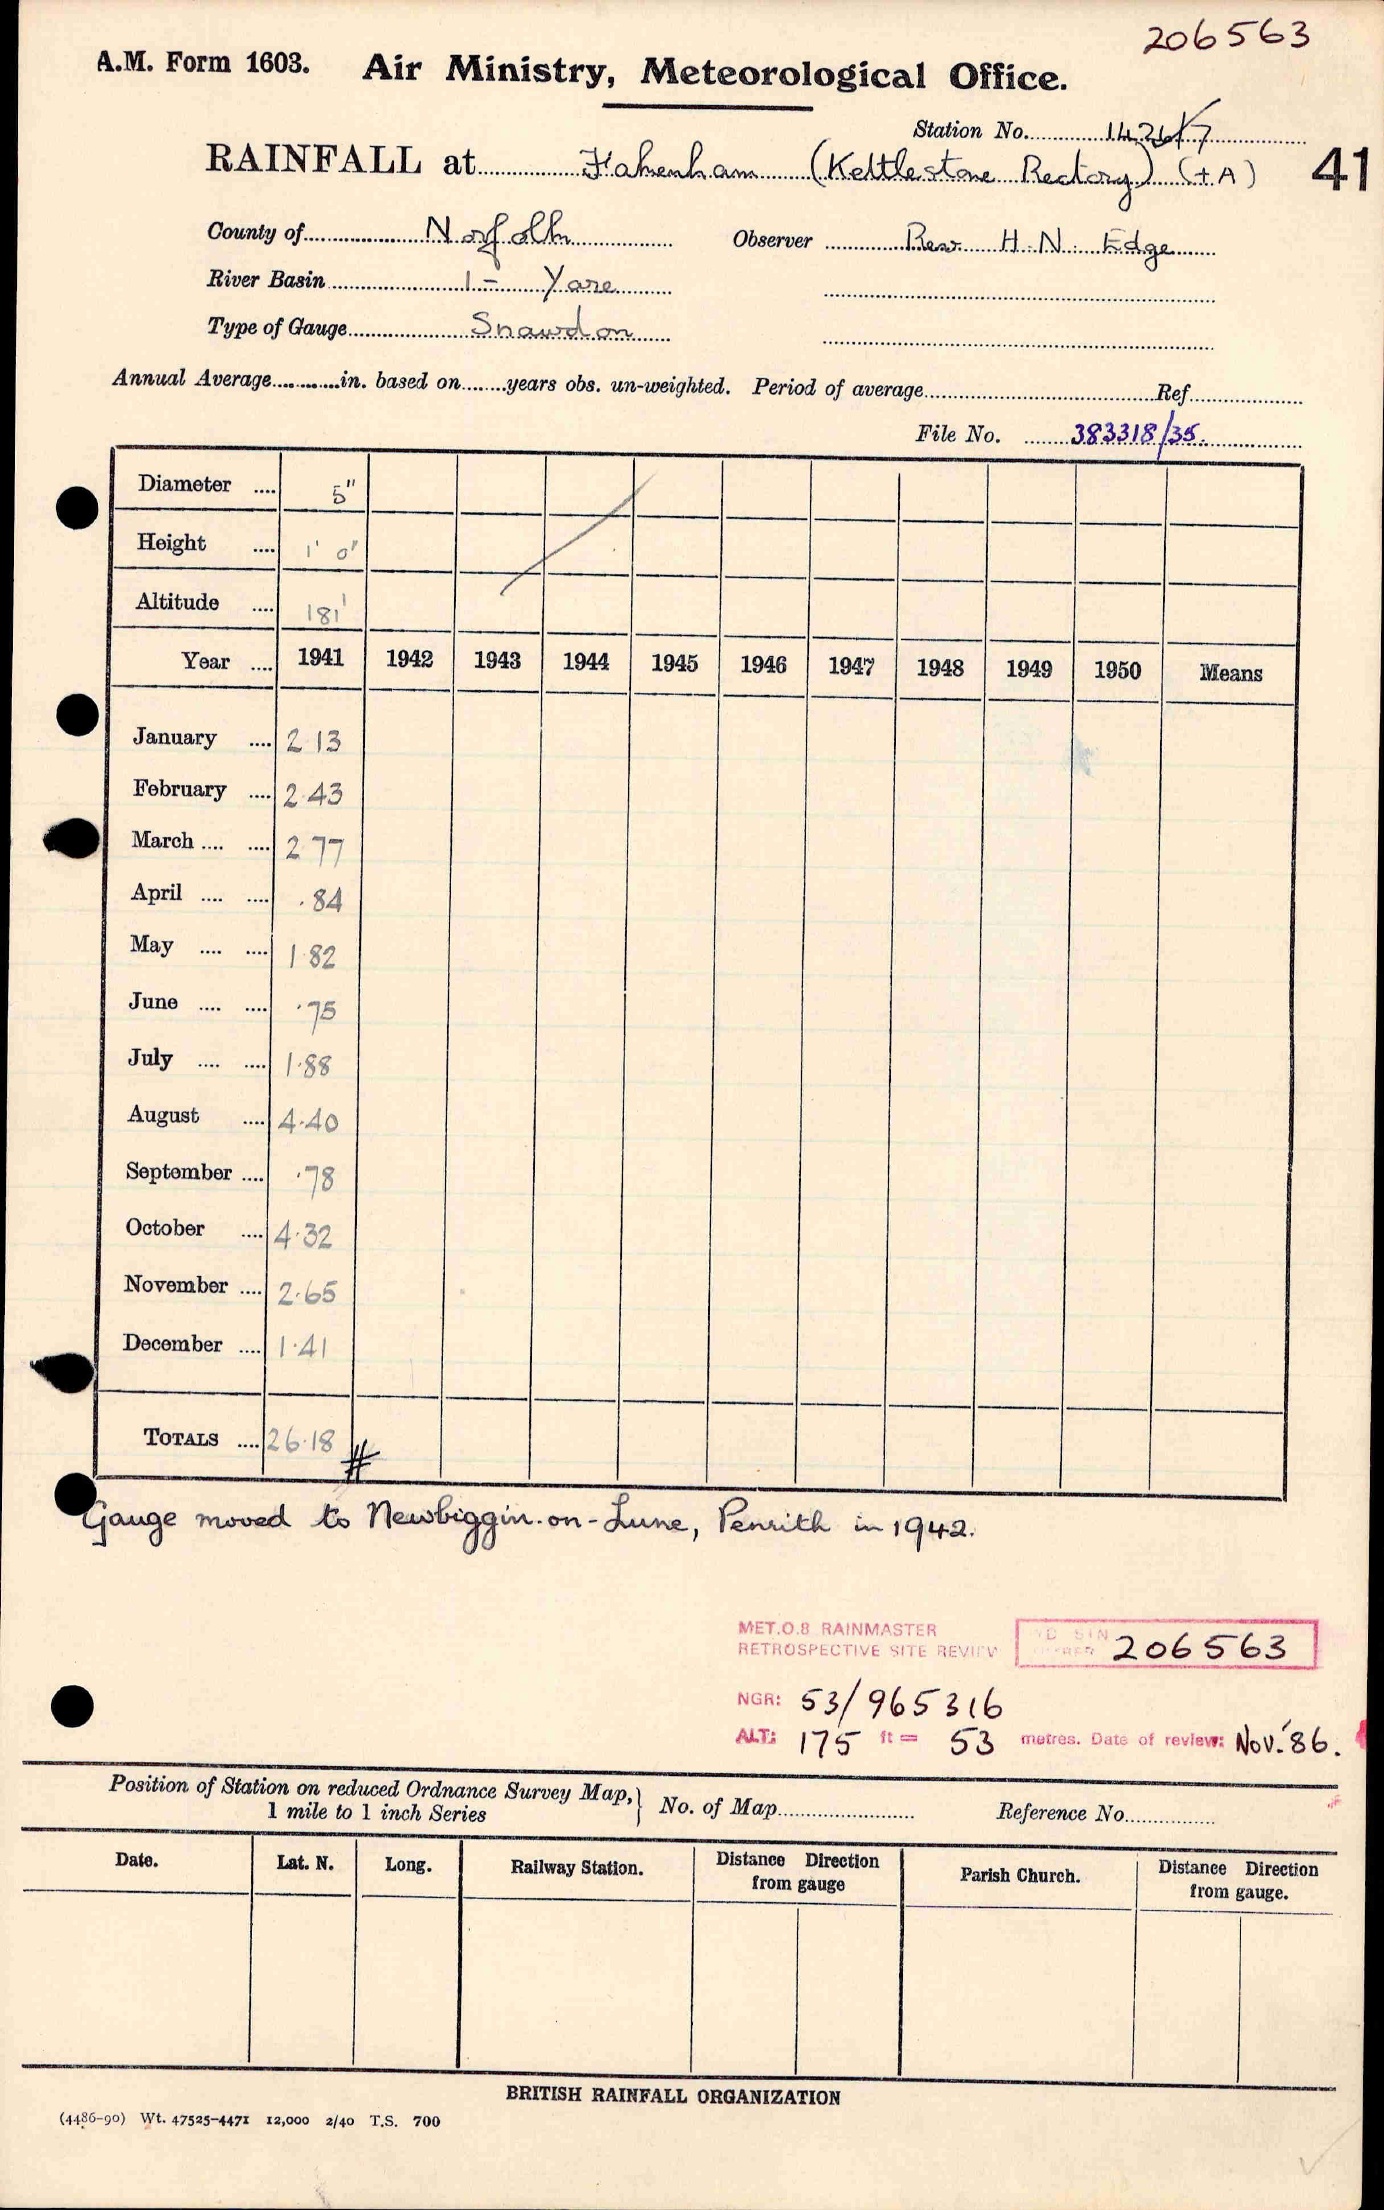 206563
A.M. Form 1603. Air Ministry, Meteorological Office.
Station No. 1426/7
RAINFALL at Fakenham (Kettlestone Rectory) (+A) 41
County of Norfolk Observer Rev. H. N. Edge
River Basin 1 - Yare
Type of Gauge Snowdon
Annual Average in. based on years obs. un-weighted. Period of average Ref
File No. 383318/35.
Diameter .... 5"
Height .... 1' 0"
Altitude .... 181'
Year .... 1941 1942 1943 1944 1945 1946 1947 1948 1949 1950 Means
January .... 2.13
February .... 2.43
March .... .... 2.77
April .... .... .84
May .... .... 1.82
June .... .... .75
July .... .... 1.88
August .... 4.40
September .... .78
October .... 4.32
November .... 2.65
December .... 1.41
TOTALS .... 26.18 #
Gauge moved to Newbiggin-on-Lune, Penrith in 1942.
MET.O.8 RAINMASTER
RETROSPECTIVE SITE REVIEW 206563
NGR: 53/965316
ALT: 175 ft = 53 metres. Date of review: Nov. '86.
Position of Station on reduced Ordnance Survey Map,
1 mile to 1 inch Series } No. of Map Reference No.
Date. Lat. N. Long. Railway Station. Distance Direction from gauge Parish Church. Distance Direction from gauge.
BRITISH RAINFALL ORGANIZATION
(4486-90) Wt. 47525-4471 12,000 2/40 T.S. 700